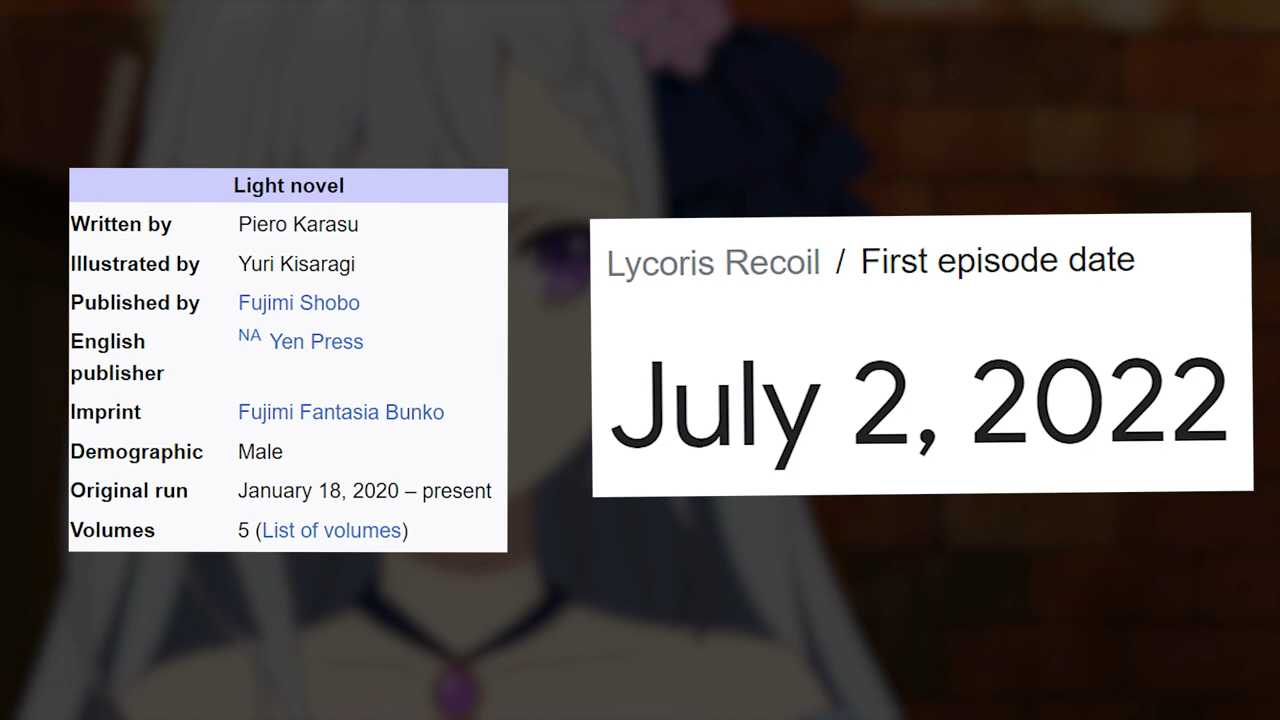 Light novel
Written by Piero Karasu
Illustrated by Yuri Kisaragi
Published by Fujimi Shobo
English publisher NA Yen Press
Imprint Fujimi Fantasia Bunko
Demographic Male
Original run January 18, 2020 – present
Volumes 5 (List of volumes)
Lycoris Recoil / First episode date
July 2, 2022